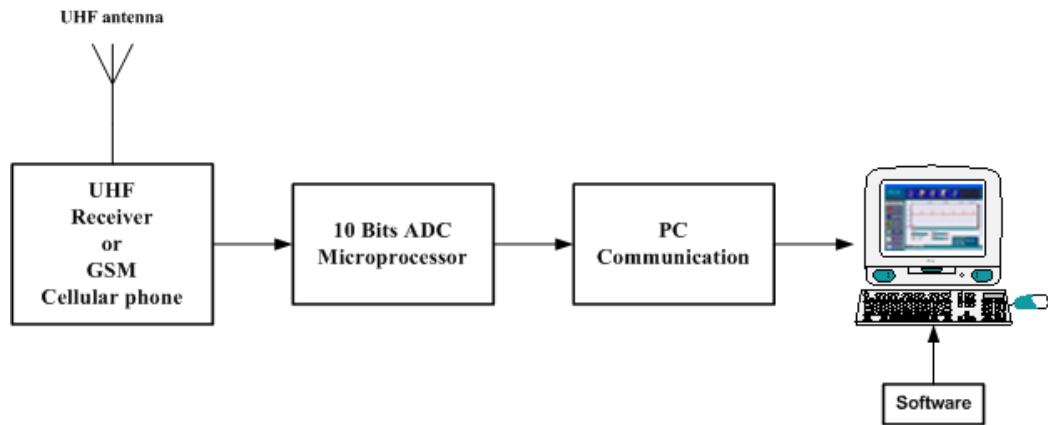 UHF antenna
UHF
Receiver
or
GSM
Cellular phone
10 Bits ADC
Microprocessor
PC
Communication
Software